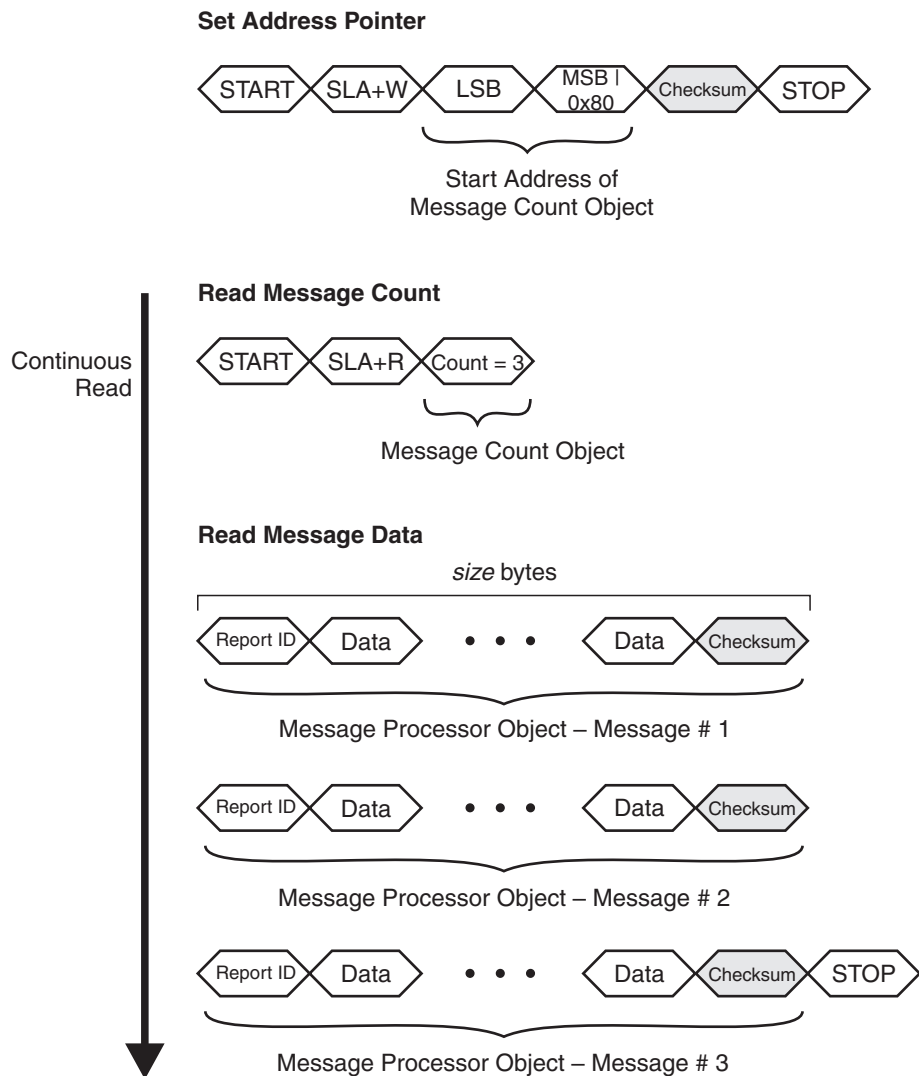 Set Address Pointer
START SLA+W LSB MSB | 0x80 Checksum STOP
Start Address of
Message Count Object
Read Message Count
Continuous
Read
START SLA+R Count = 3
Message Count Object
Read Message Data
size bytes
Report ID Data • • • Data Checksum
Message Processor Object – Message # 1
Report ID Data • • • Data Checksum
Message Processor Object – Message # 2
Report ID Data • • • Data Checksum STOP
Message Processor Object – Message # 3